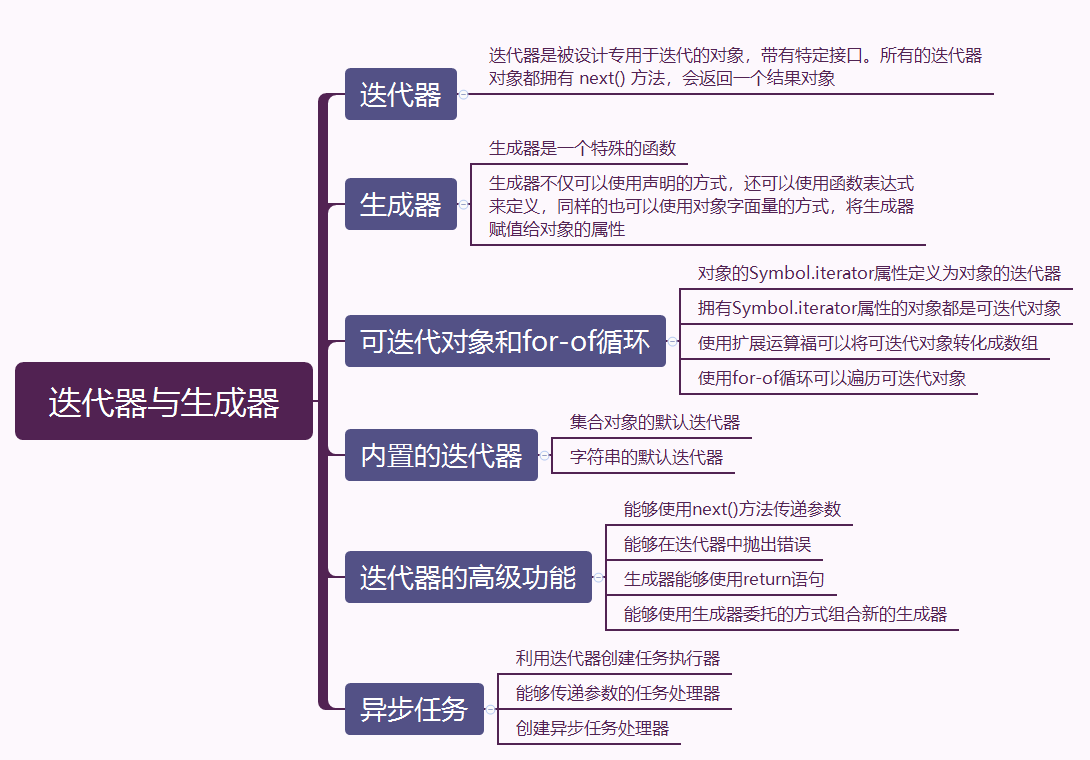 迭代器与生成器
迭代器
迭代器是被设计专用于迭代的对象，带有特定接口。所有的迭代器
对象都拥有 next() 方法，会返回一个结果对象
生成器
生成器是一个特殊的函数
生成器不仅可以使用声明的方式，还可以使用函数表达式
来定义，同样的也可以使用对象字面量的方式，将生成器
赋值给对象的属性
可迭代对象和for-of循环
对象的Symbol.iterator属性定义为对象的迭代器
拥有Symbol.iterator属性的对象都是可迭代对象
使用扩展运算福可以将可迭代对象转化成数组
使用for-of循环可以遍历可迭代对象
内置的迭代器
集合对象的默认迭代器
字符串的默认迭代器
迭代器的高级功能
能够使用next()方法传递参数
能够在迭代器中抛出错误
生成器能够使用return语句
能够使用生成器委托的方式组合新的生成器
异步任务
利用迭代器创建任务执行器
能够传递参数的任务处理器
创建异步任务处理器